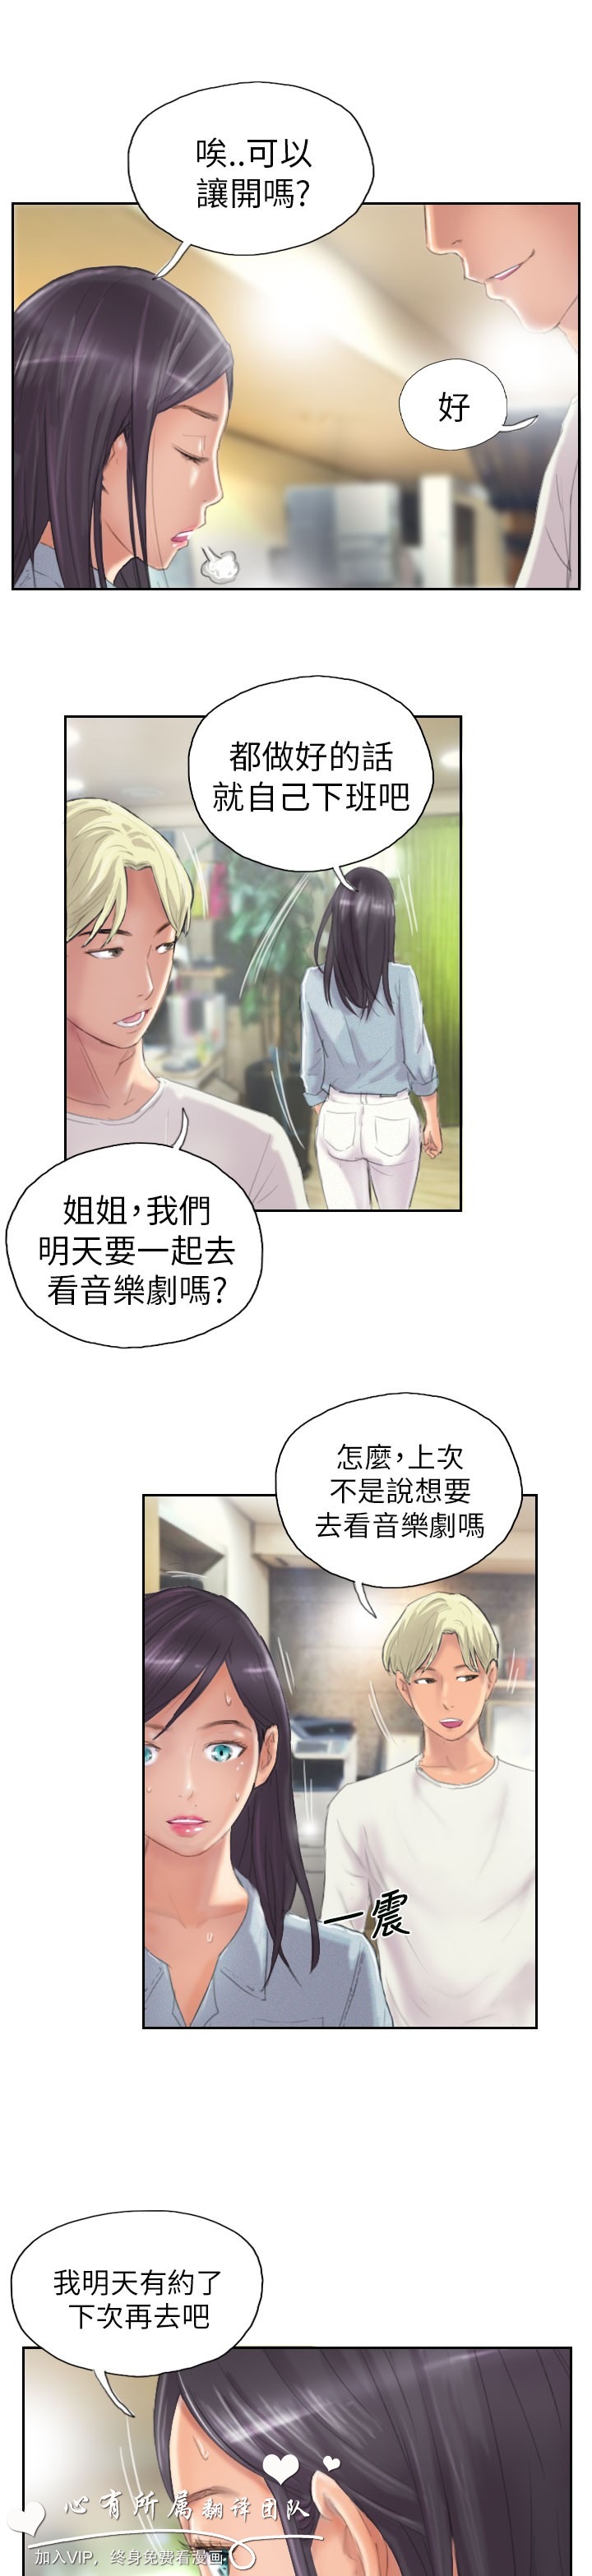 唉..可以
讓開嗎?
好
都做好的話
就自己下班吧
姐姐，我們
明天要一起去
看音樂劇嗎?
怎麼，上次
不是說想要
去看音樂劇嗎
一震
我明天有約了
下次再去吧
心有所属翻译团队
加入VIP，终身免费看漫画